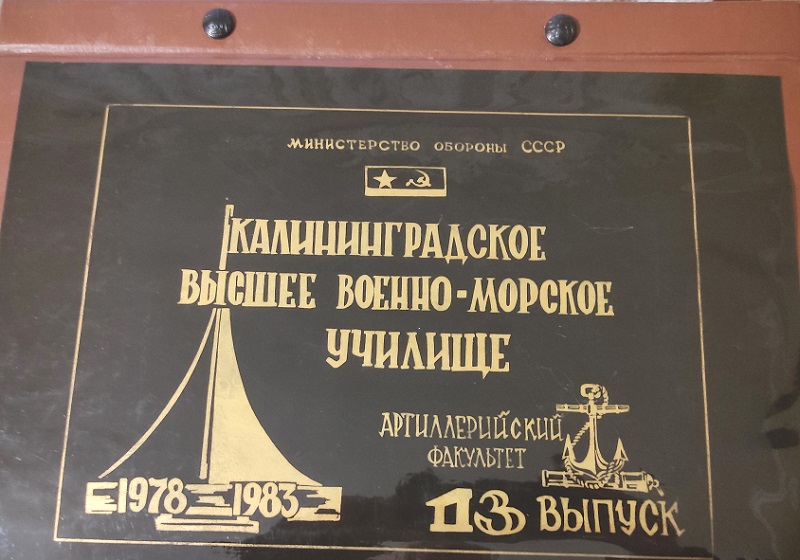 МИНИСТЕРСТВО ОБОРОНЫ СССР
КАЛИНИНГРАДСКОЕ
ВЫСШЕЕ ВОЕННО-МОРСКОЕ
УЧИЛИЩЕ
АРТИЛЛЕРИЙСКИЙ
ФАКУЛЬТЕТ
1978 1983
13 ВЫПУСК